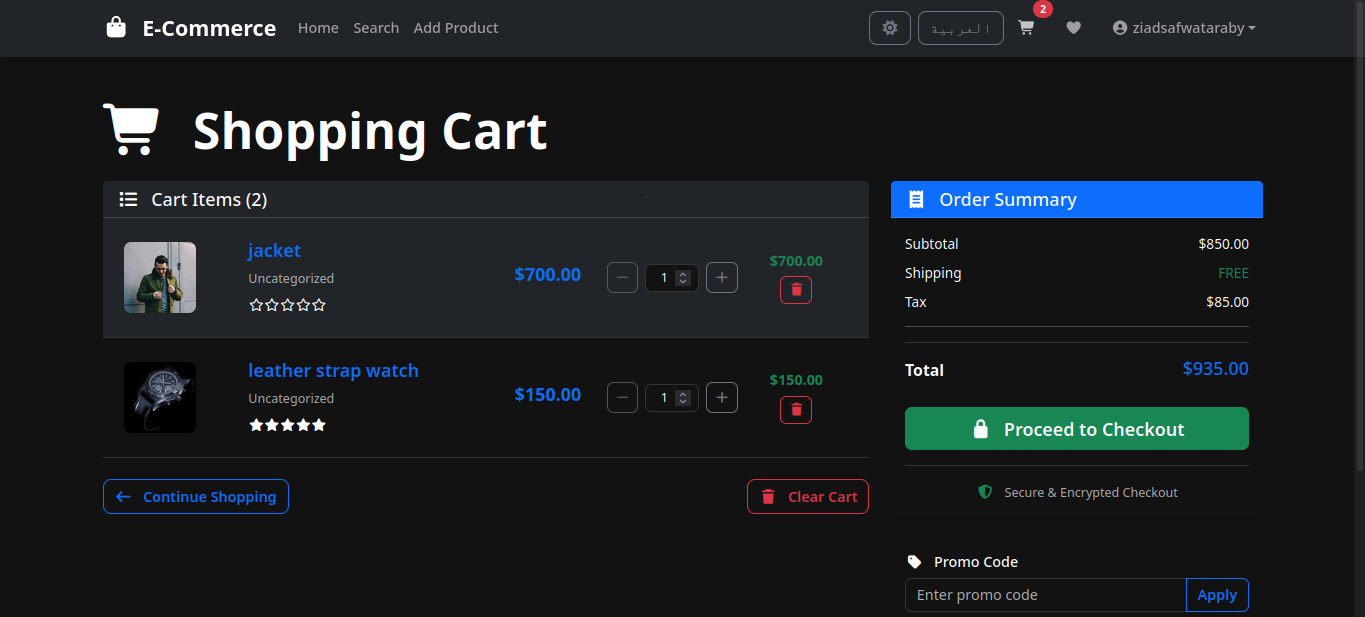 E-Commerce Home Search Add Product العربية 2 ziadsafwataraby
Shopping Cart
Cart Items (2)
jacket
Uncategorized
$700.00
1
$700.00
leather strap watch
Uncategorized
$150.00
1
$150.00
Continue Shopping
Clear Cart
Order Summary
Subtotal $850.00
Shipping FREE
Tax $85.00
Total $935.00
Proceed to Checkout
Secure & Encrypted Checkout
Promo Code
Enter promo code Apply